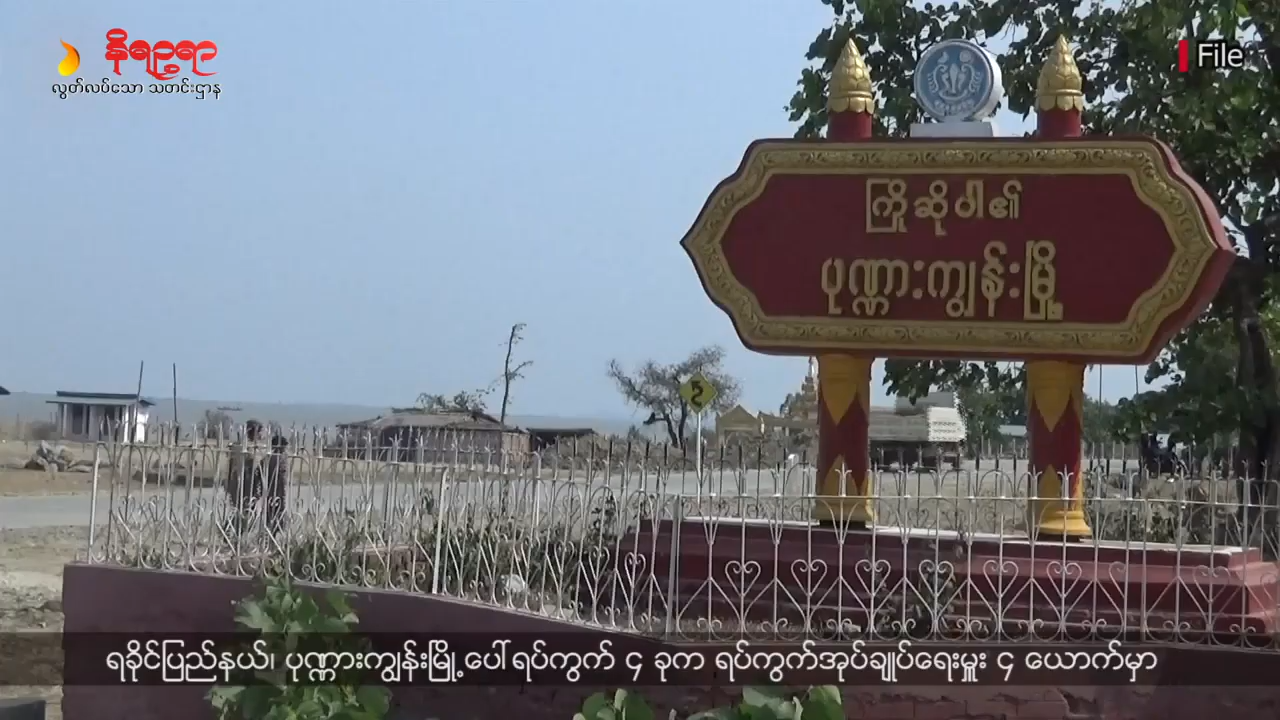 နိရဉ္စရာ
လွတ်လပ်သော သတင်းဌာန
File
ကြိုဆိုပါ၏
ပုဏ္ဏားကျွန်းမြို့
ရခိုင်ပြည်နယ်၊ ပုဏ္ဏားကျွန်းမြို့ပေါ်ရပ်ကွက် ၄ ခုက ရပ်ကွက်အုပ်ချုပ်ရေးမှူး ၄ ယောက်မှာ